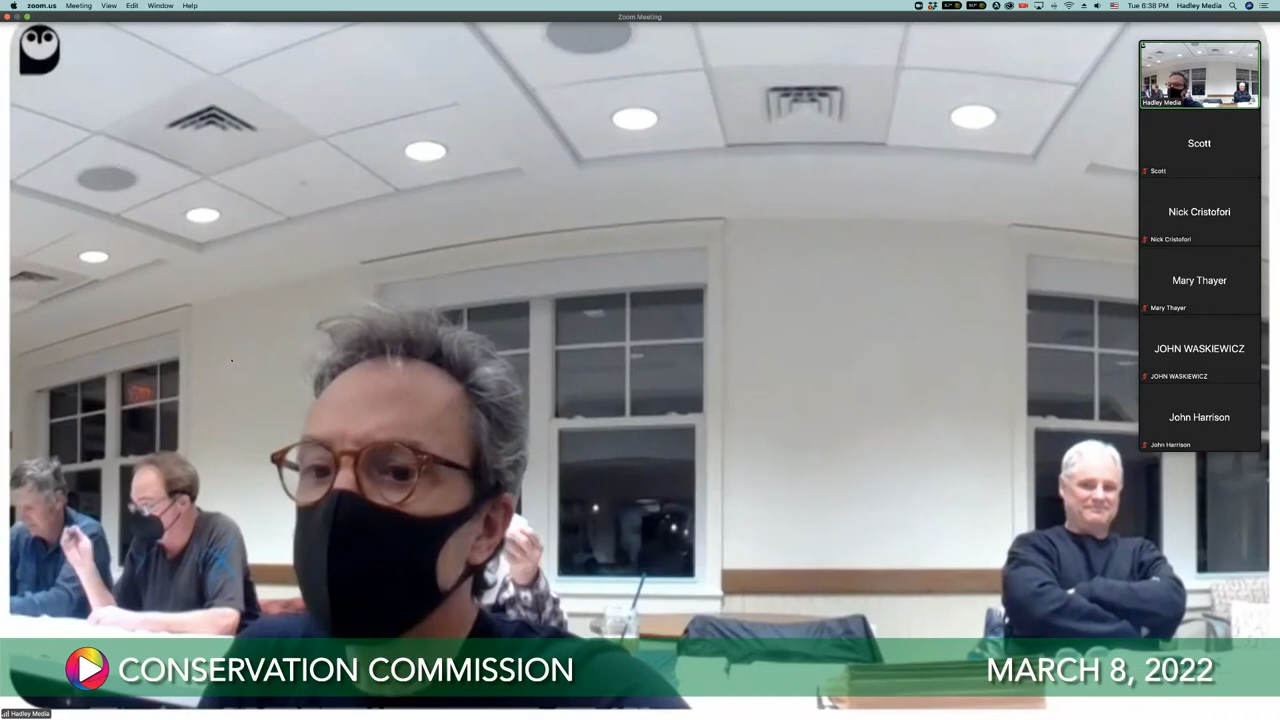 zoom.us Meeting View Edit Window Help
Tue 6:38 PM Hadley Media
Zoom Meeting
Hadley Media
Scott
Scott
Nick Cristofori
Nick Cristofori
Mary Thayer
Mary Thayer
JOHN WASKIEWICZ
JOHN WASKIEWICZ
John Harrison
John Harrison
CONSERVATION COMMISSION
MARCH 8, 2022
Hadley Media